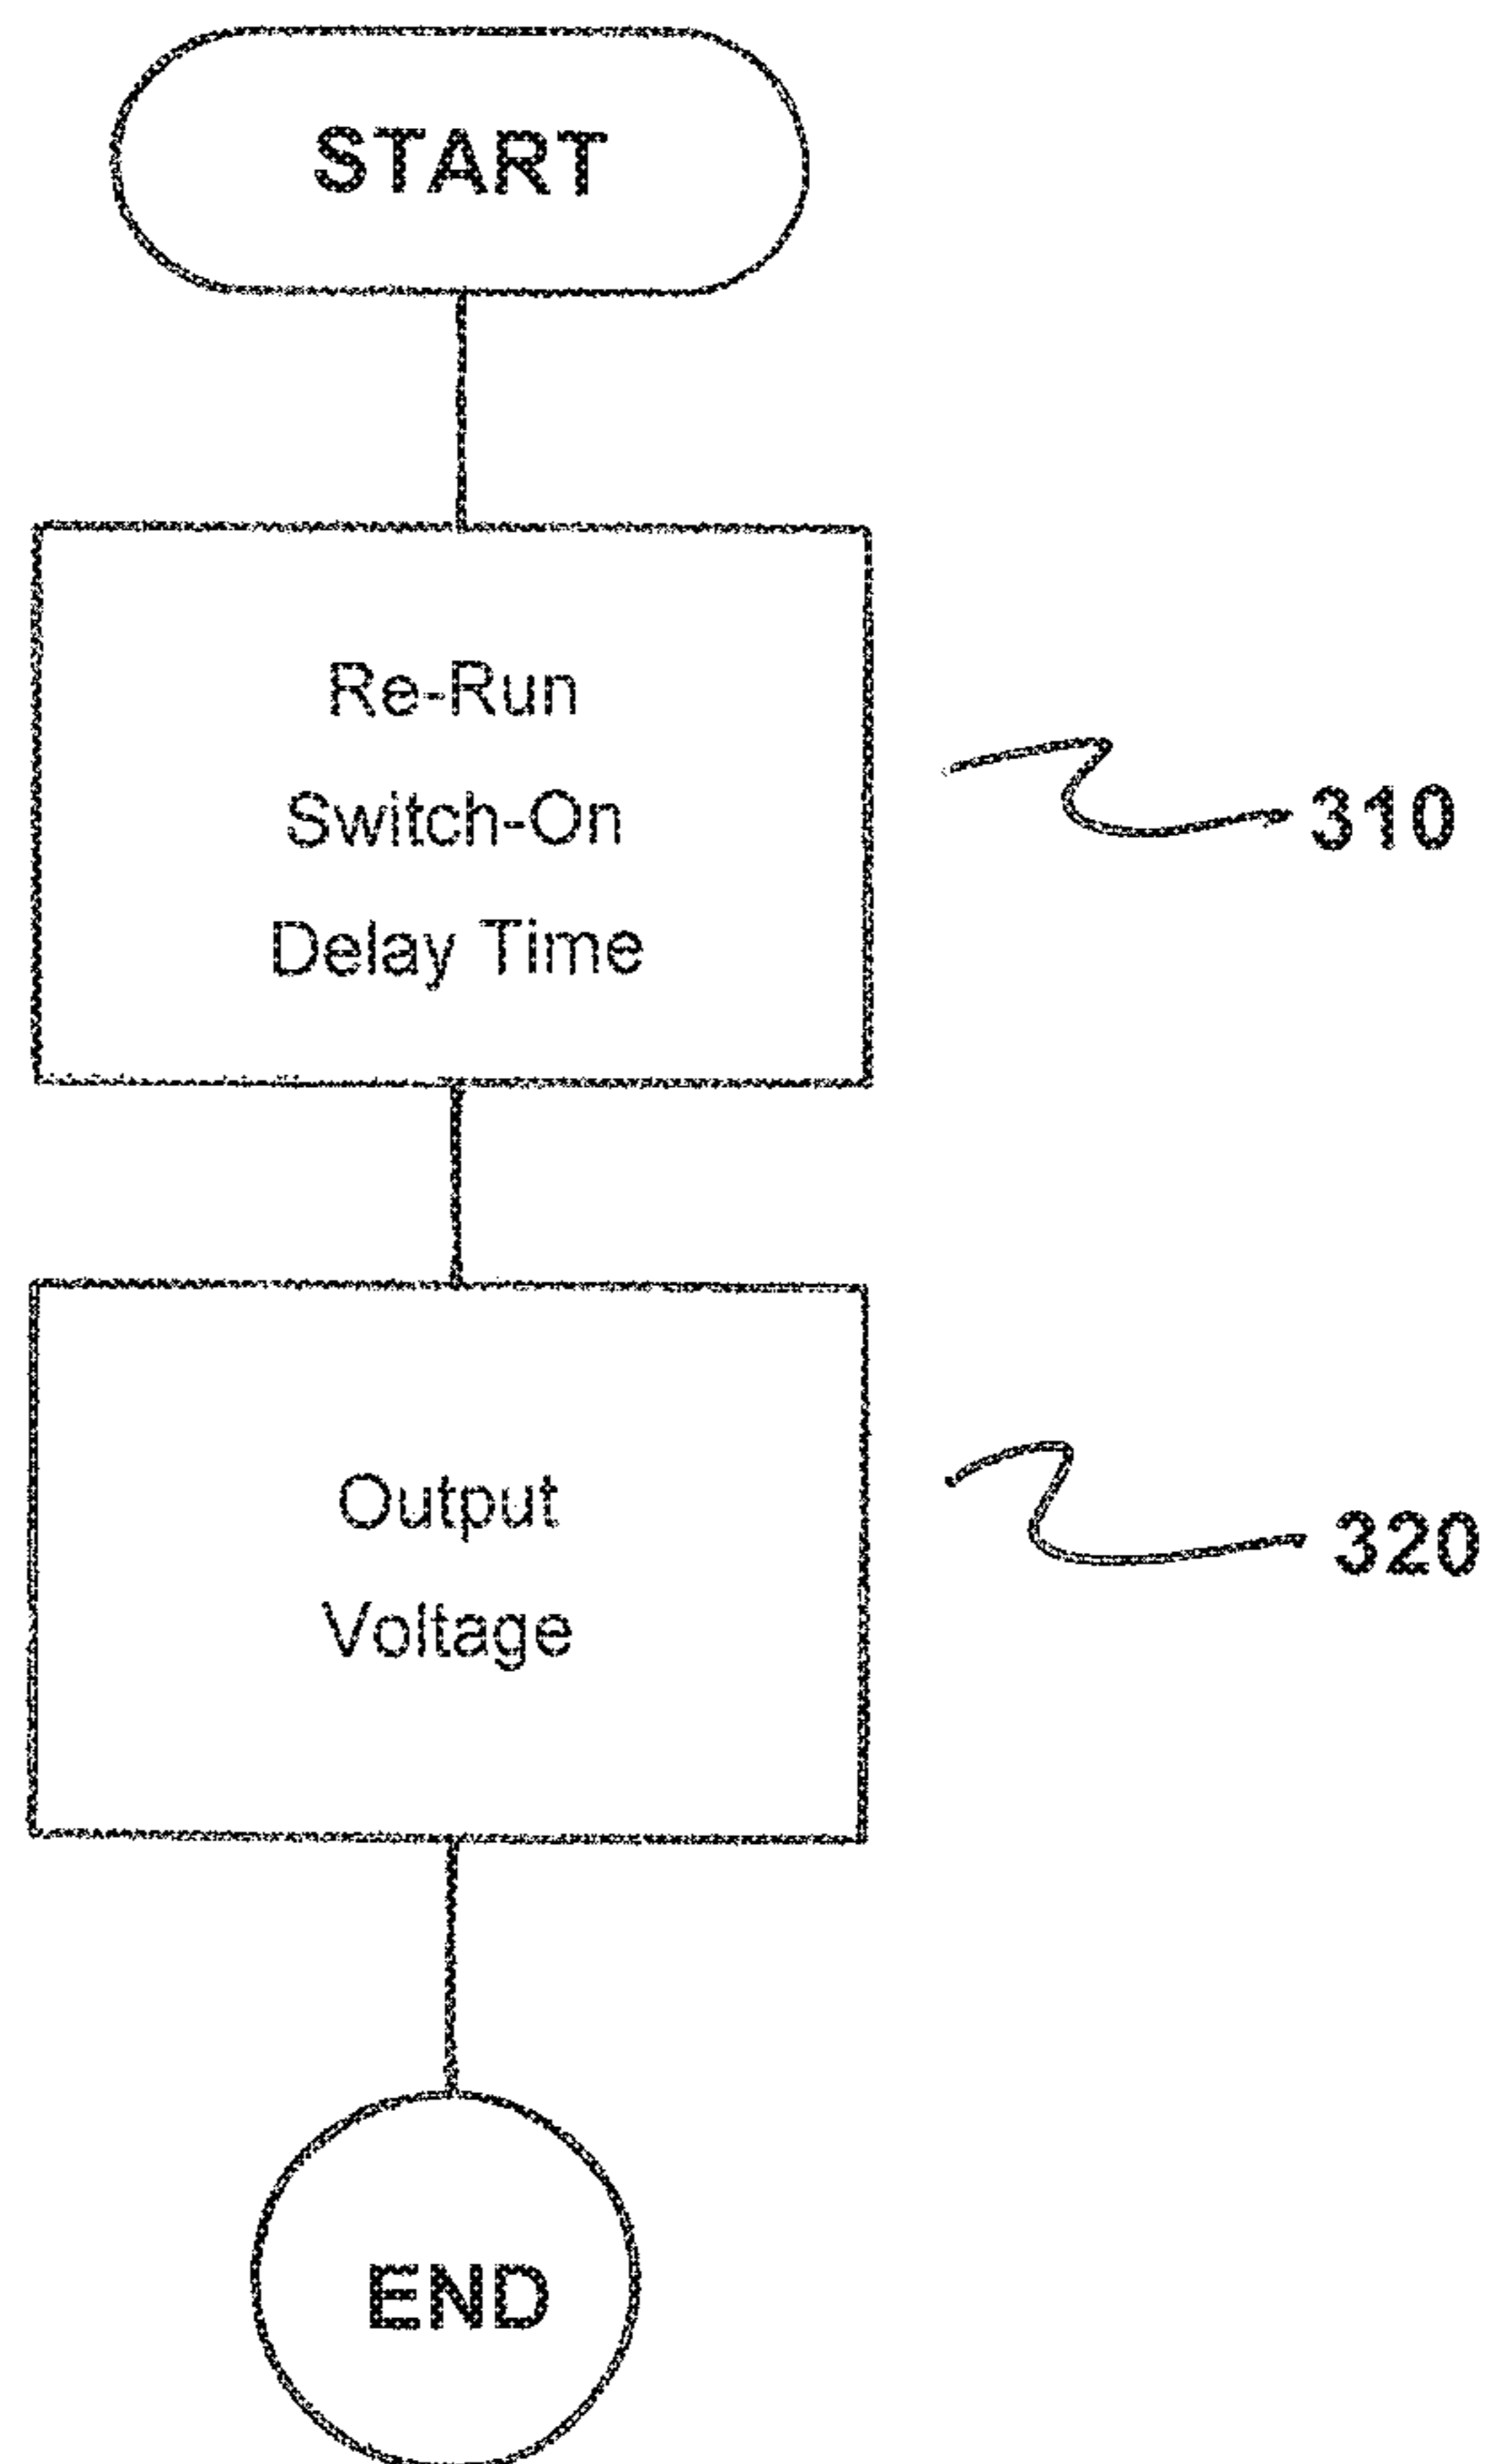 START
Re-Run
Switch-On
Delay Time
310
Output
Voltage
320
END